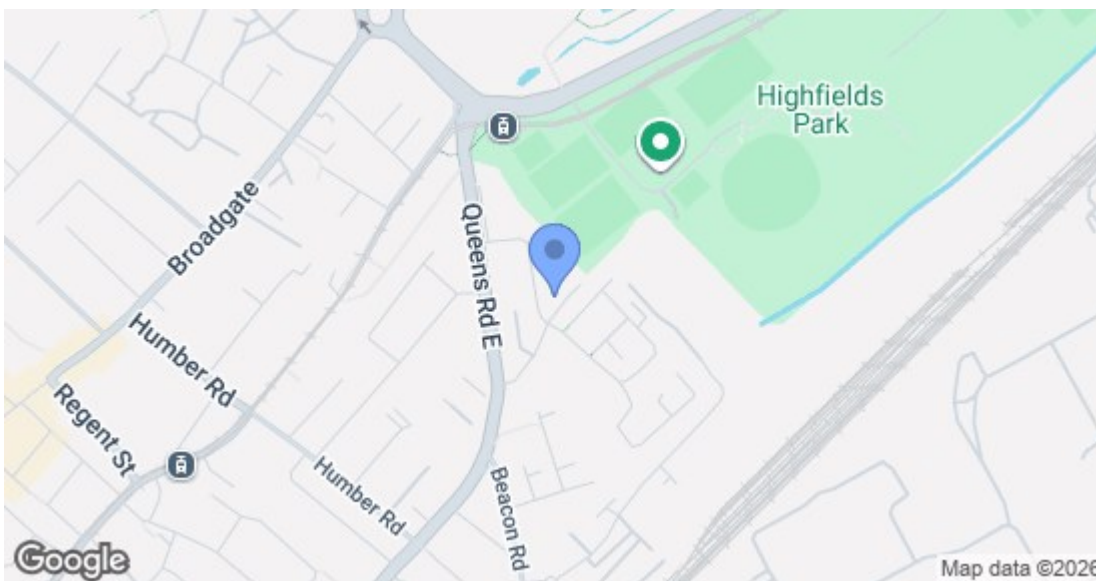 Highfields
Park
Broadgate
Queens Rd E
Humber Rd
Regent St
Humber Rd
Beacon Rd
Google
Map data ©2026